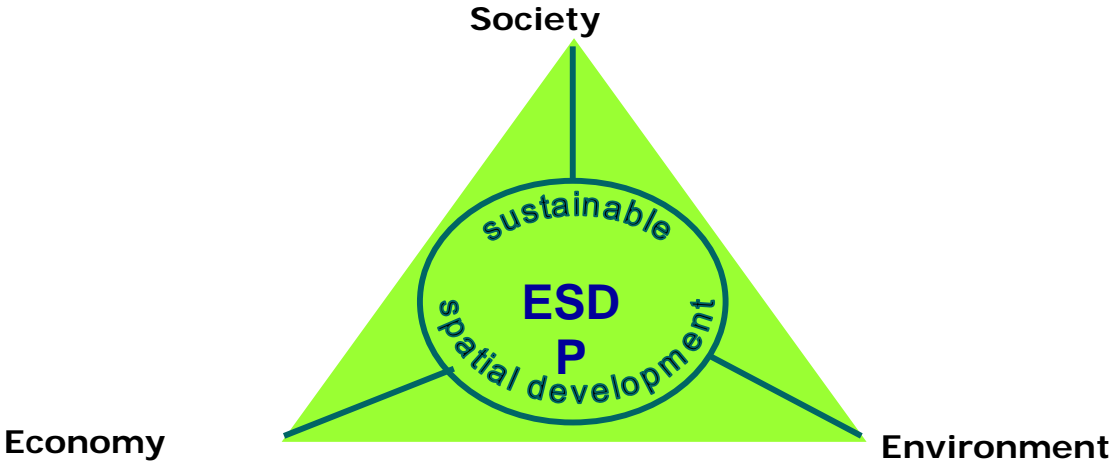 Society
sustainable
ESD
P
spatial development
Economy
Environment